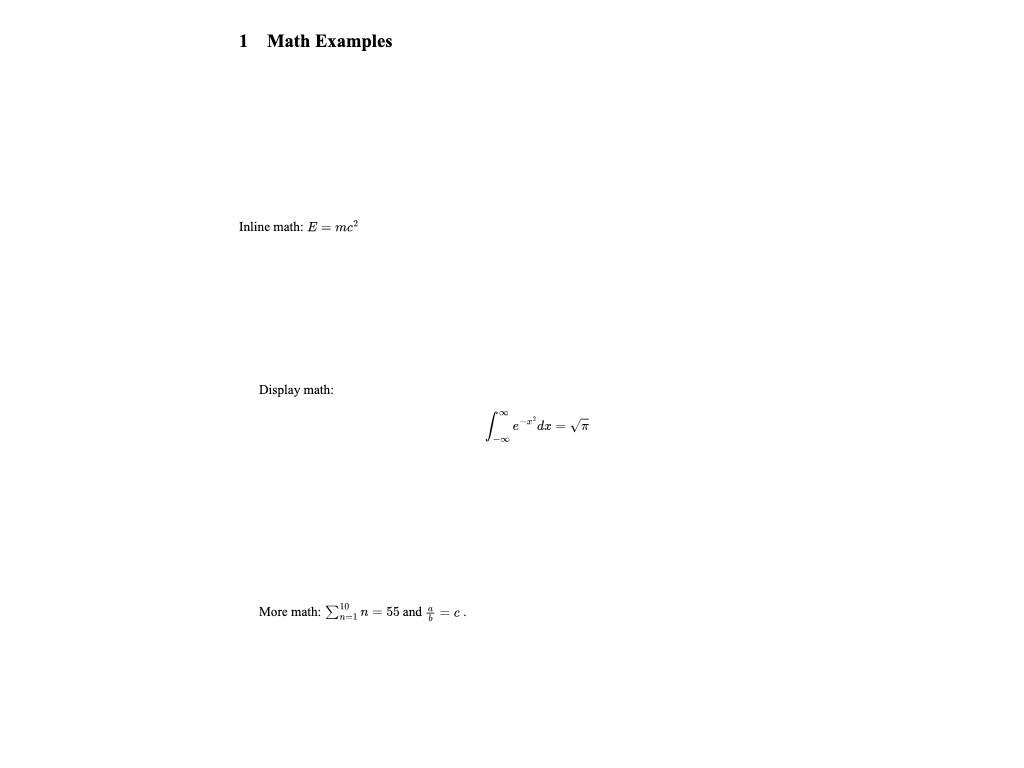 1 Math Examples
Inline math: $E = mc^2$
Display math:
$\int_{-\infty}^{\infty} e^{-x^2} dx = \sqrt{\pi}$
More math: $\sum_{n=1}^{10} n = 55$ and $\frac{a}{b} = c$ .